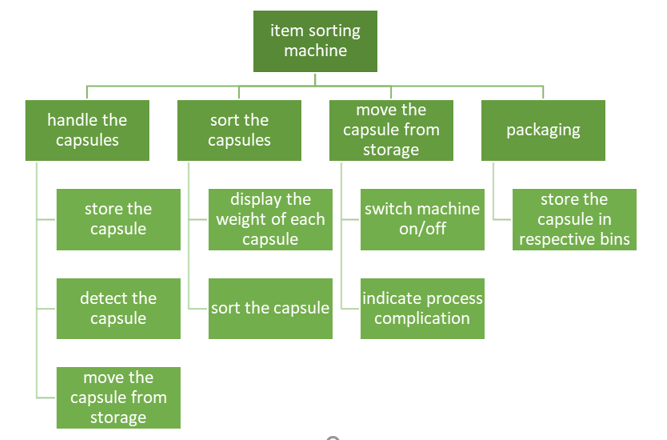 item sorting
machine
handle the
capsules
sort the
capsules
move the
capsule from
storage
packaging
store the
capsule
display the
weight of each
capsule
switch machine
on/off
store the
capsule in
respective bins
detect the
capsule
sort the capsule
indicate process
complication
move the
capsule from
storage